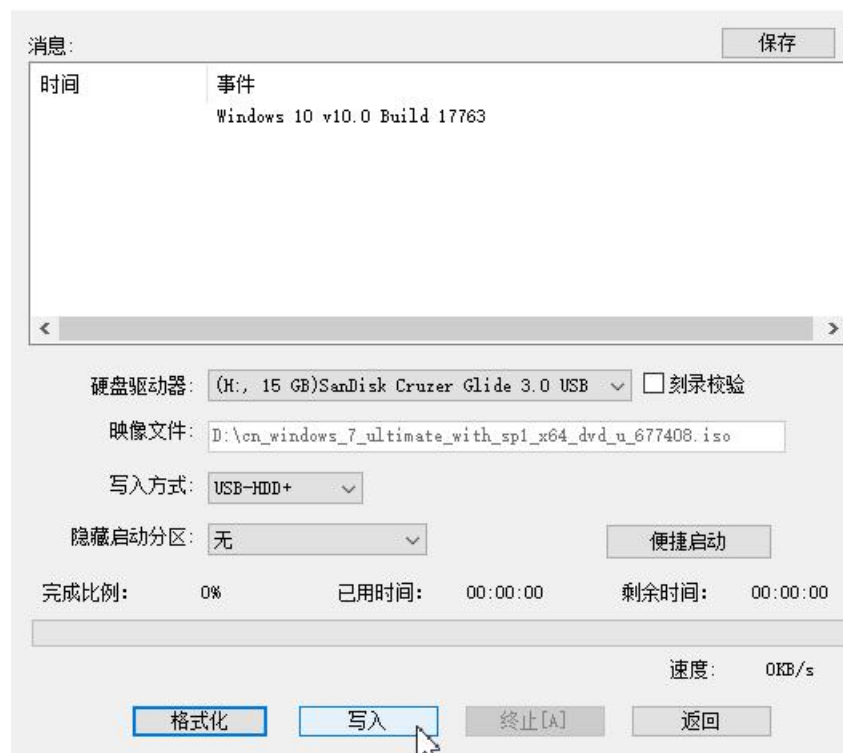 消息: 保存
时间 事件
Windows 10 v10.0 Build 17763
硬盘驱动器: (H:, 15 GB)SanDisk Cruzer Glide 3.0 USB 刻录校验
映像文件: D:\cn_windows_7_ultimate_with_sp1_x64_dvd_u_677408.iso
写入方式: USB-HDD+
隐藏启动分区: 无 便捷启动
完成比例: 0% 已用时间: 00:00:00 剩余时间: 00:00:00
速度: 0KB/s
格式化 写入 终止[A] 返回